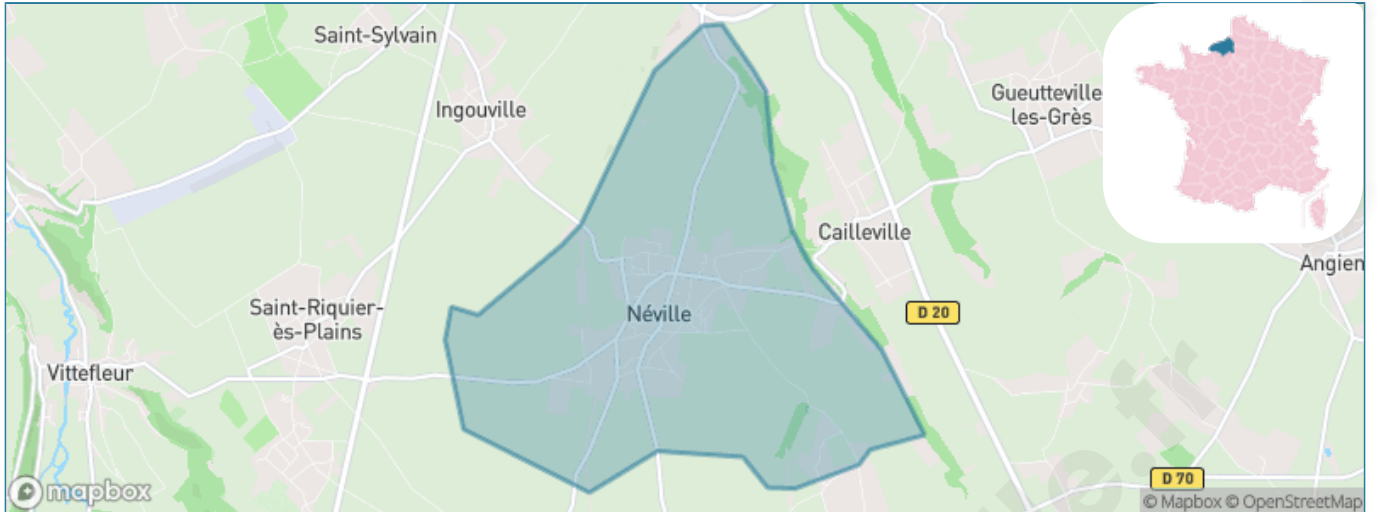 Saint-Sylvain
Ingouville
Gueutteville
les-Grès
Cailleville
Angien
Saint-Riquier-
ès-Plains
Néville
D 20
Vittefleur
D 70
mapbox
© Mapbox © OpenStreetMap